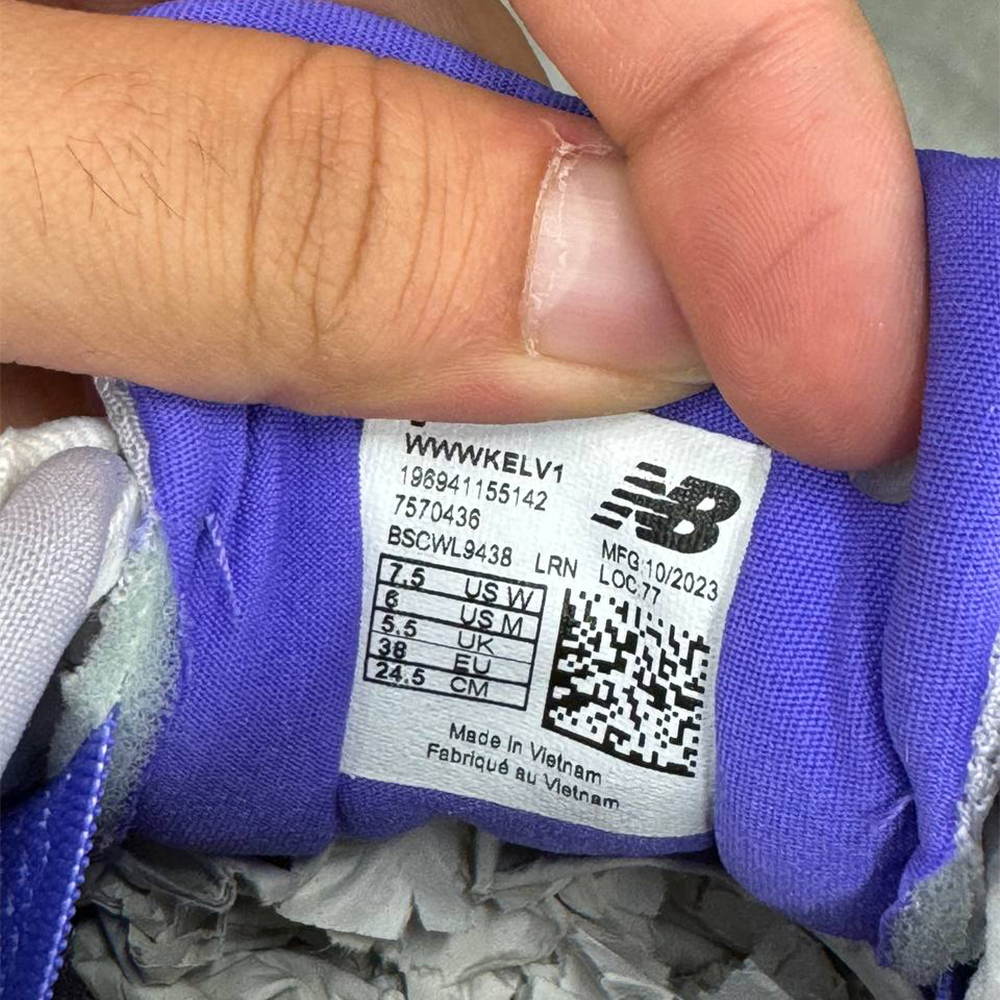 WWWKELV1
196941155142
7570436
BSCWL9438 LRN
NB
MFG:10/2023
LOC:77
7.5 US W
6 US M
5.5 UK
38 EU
24.5 CM
Made in Vietnam
Fabriqué au Vietnam